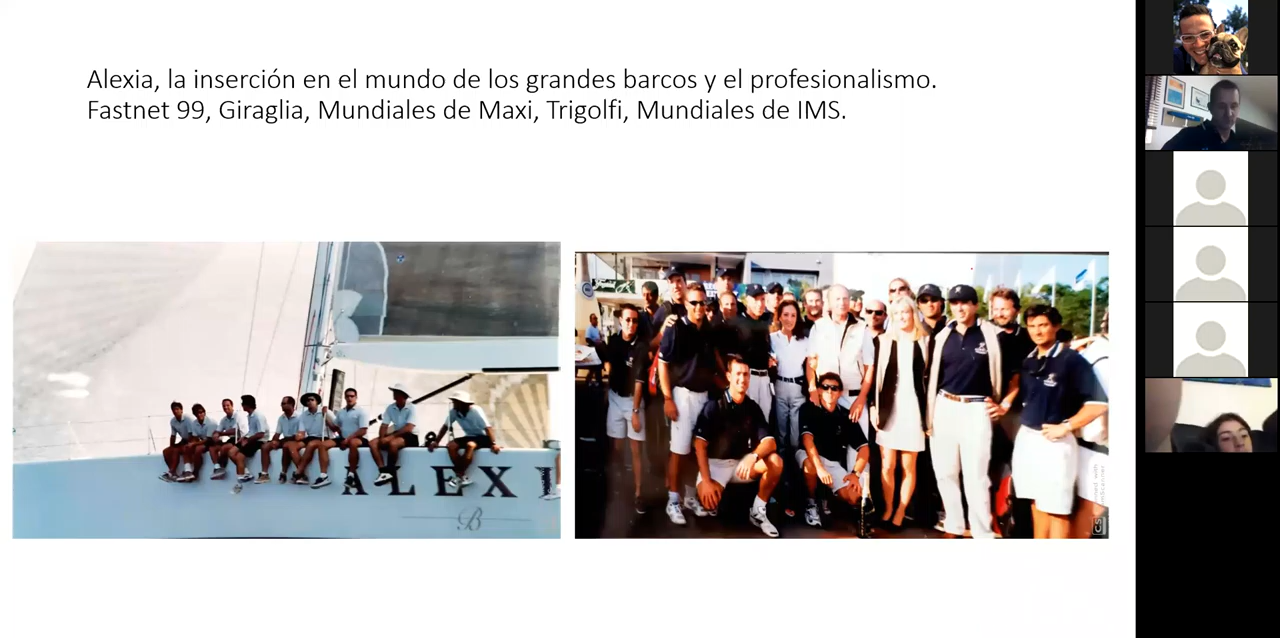 Alexia, la inserción en el mundo de los grandes barcos y el profesionalismo.
Fastnet 99, Giraglia, Mundiales de Maxi, Trigolfi, Mundiales de IMS.
ALEXI
B
CS